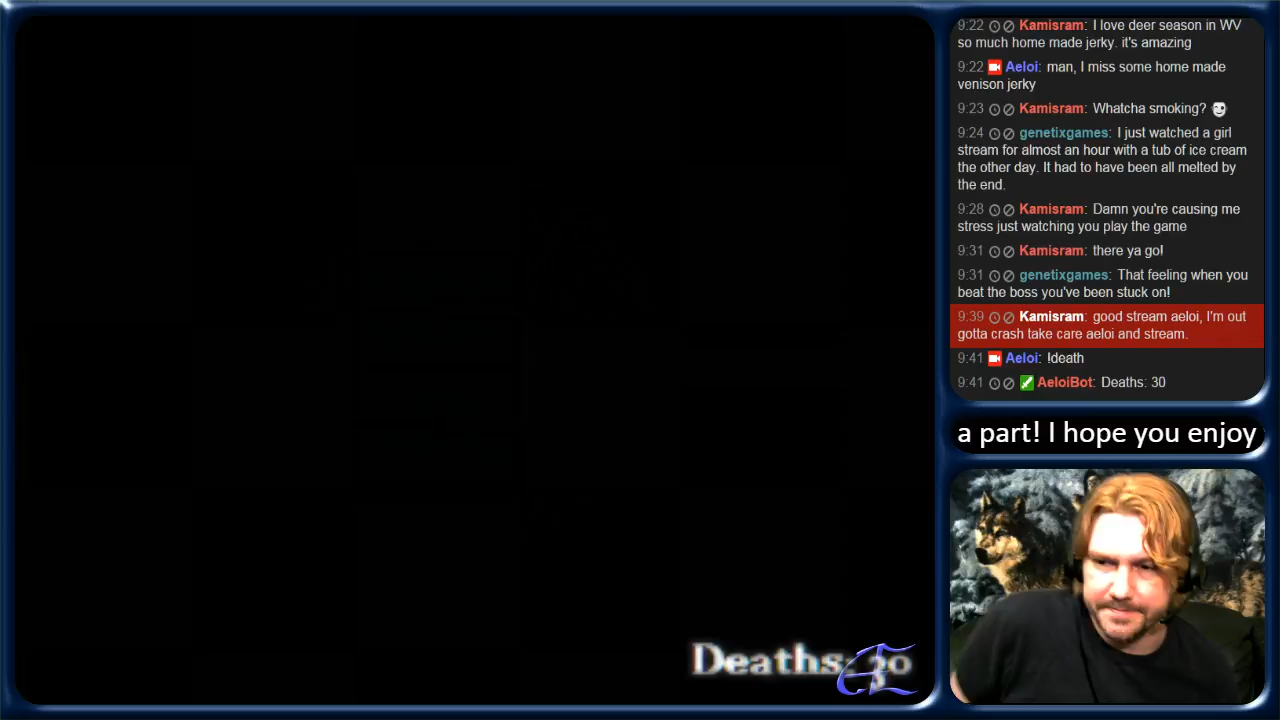 9:22 Kamisram: I love deer season in WV
so much home made jerky. it's amazing
9:22 Aeloi: man, I miss some home made
venison jerky
9:23 Kamisram: Whatcha smoking?
9:24 genetixgames: I just watched a girl
stream for almost an hour with a tub of ice cream
the other day. It had to have been all melted by
the end.
9:28 Kamisram: Damn you're causing me
stress just watching you play the game
9:31 Kamisram: there ya go!
9:31 genetixgames: That feeling when you
beat the boss you've been stuck on!
9:39 Kamisram: good stream aeloi, I'm out
gotta crash take care aeloi and stream.
9:41 Aeloi: !death
9:41 AeloiBot: Deaths: 30
a part! I hope you enjoy
Deaths: 30